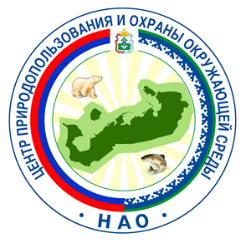 ЦЕНТР ПРИРОДОПОЛЬЗОВАНИЯ И ОХРАНЫ ОКРУЖАЮЩЕЙ СРЕДЫ
· НАО ·